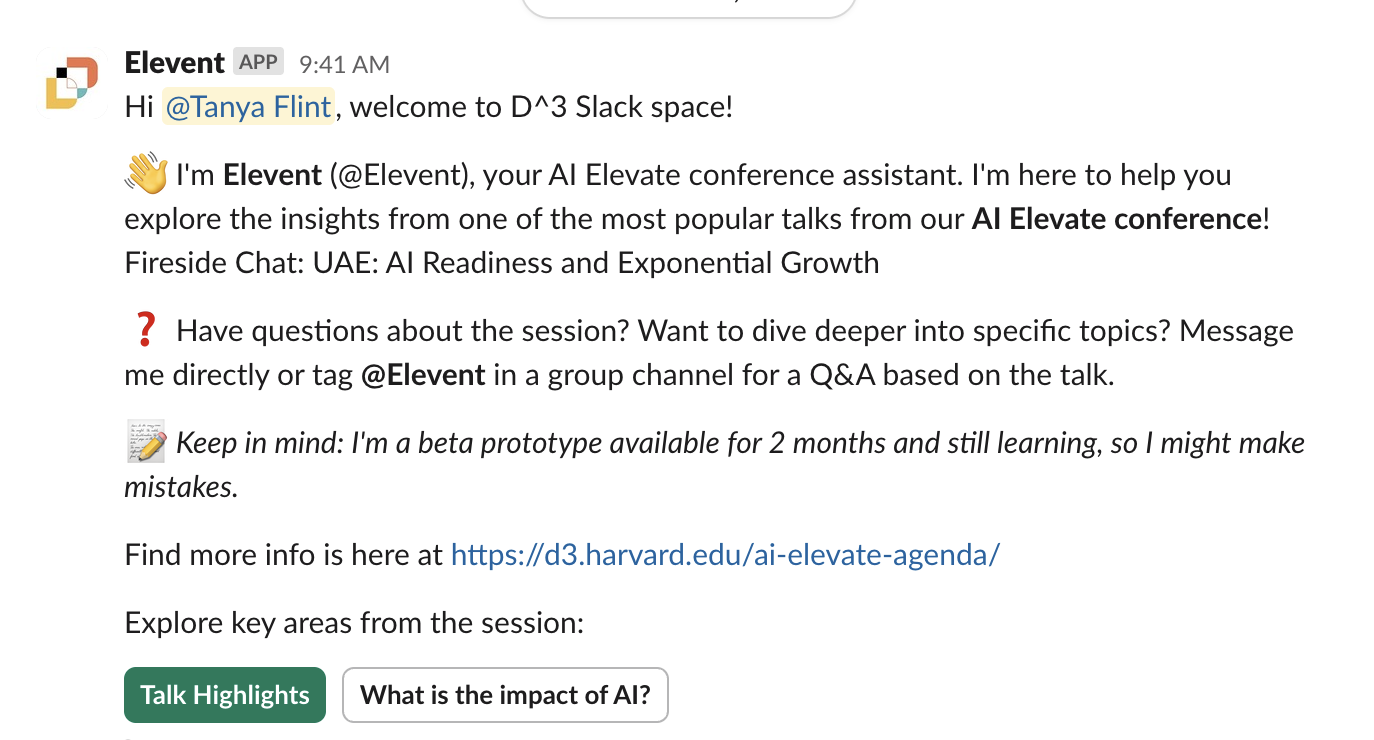 Elevent APP 9:41 AM
Hi @Tanya Flint, welcome to D^3 Slack space!
👋 I'm Elevent (@Elevent), your AI Elevate conference assistant. I'm here to help you
explore the insights from one of the most popular talks from our AI Elevate conference!
Fireside Chat: UAE: AI Readiness and Exponential Growth
❓ Have questions about the session? Want to dive deeper into specific topics? Message
me directly or tag @Elevent in a group channel for a Q&A based on the talk.
📝 Keep in mind: I'm a beta prototype available for 2 months and still learning, so I might make
mistakes.
Find more info is here at https://d3.harvard.edu/ai-elevate-agenda/
Explore key areas from the session:
Talk Highlights What is the impact of AI?